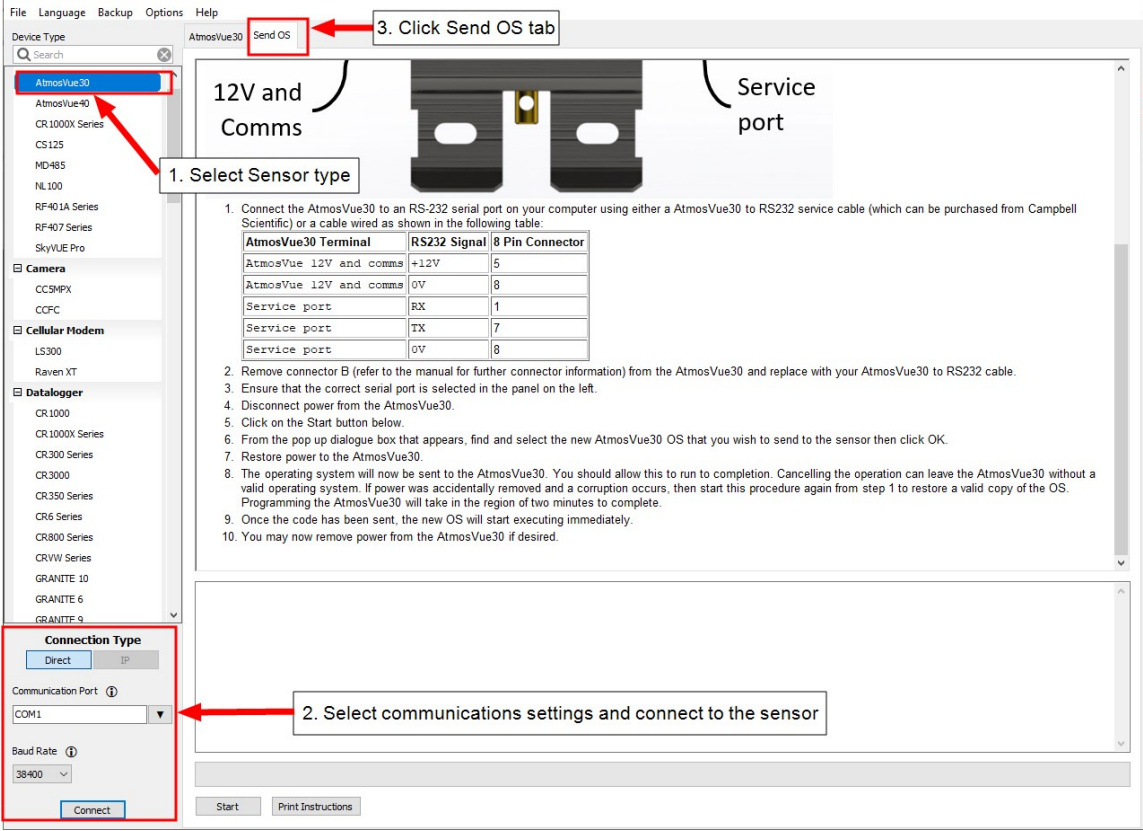 File Language Backup Options Help
3. Click Send OS tab
Device Type
AtmosVue30 Send OS
Search
AtmosVue30
AtmosVue40
CR1000X Series
CS125
MD485
NL100
RF401A Series
RF407 Series
SkyVUE Pro
Camera
CC5MPX
CCFC
Cellular Modem
LS300
Raven XT
Datalogger
CR1000
CR1000X Series
CR300 Series
CR3000
CR350 Series
CR6 Series
CR800 Series
CRVW Series
GRANITE 10
GRANITE 6
GRANITE 9
1. Select Sensor type
12V and
Comms
Service
port
1. Connect the AtmosVue30 to an RS-232 serial port on your computer using either a AtmosVue30 to RS232 service cable (which can be purchased from Campbell
Scientific) or a cable wired as shown in the following table:
AtmosVue30 Terminal RS232 Signal 8 Pin Connector
AtmosVue 12V and comms +12V 5
AtmosVue 12V and comms 0V 8
Service port RX 1
Service port TX 7
Service port 0V 8
2. Remove connector B (refer to the manual for further connector information) from the AtmosVue30 and replace with your AtmosVue30 to RS232 cable.
3. Ensure that the correct serial port is selected in the panel on the left.
4. Disconnect power from the AtmosVue30.
5. Click on the Start button below.
6. From the pop up dialogue box that appears, find and select the new AtmosVue30 OS that you wish to send to the sensor then click OK.
7. Restore power to the AtmosVue30.
8. The operating system will now be sent to the AtmosVue30. You should allow this to run to completion. Cancelling the operation can leave the AtmosVue30 without a
valid operating system. If power was accidentally removed and a corruption occurs, then start this procedure again from step 1 to restore a valid copy of the OS.
Programming the AtmosVue30 will take in the region of two minutes to complete.
9. Once the code has been sent, the new OS will start executing immediately.
10. You may now remove power from the AtmosVue30 if desired.
Connection Type
Direct IP
Communication Port
COM1
Baud Rate
38400
Connect
2. Select communications settings and connect to the sensor
Start Print Instructions